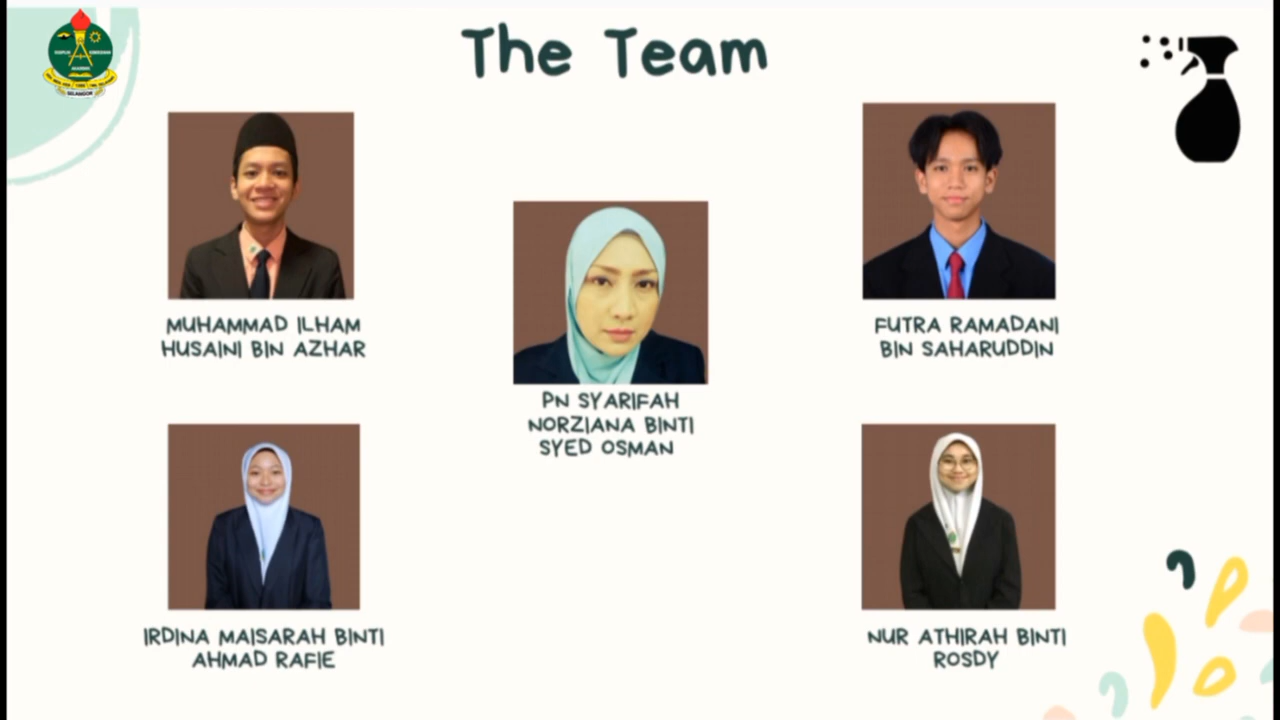 The Team
MUHAMMAD ILHAM
HUSAINI BIN AZHAR
FUTRA RAMADANI
BIN SAHARUDDIN
PN SYARIFAH
NORZIANA BINTI
SYED OSMAN
IRDINA MAISARAH BINTI
AHMAD RAFIE
NUR ATHIRAH BINTI
ROSDY
SELANGOR